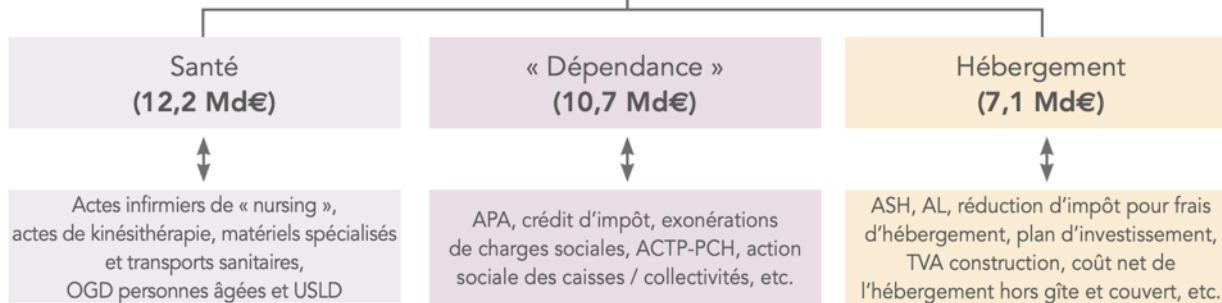 Santé
(12,2 Md€)
« Dépendance »
(10,7 Md€)
Hébergement
(7,1 Md€)
Actes infirmiers de « nursing »,
actes de kinésithérapie, matériels spécialisés
et transports sanitaires,
OGD personnes âgées et USLD
APA, crédit d’impôt, exonérations
de charges sociales, ACTP-PCH, action
sociale des caisses / collectivités, etc.
ASH, AL, réduction d’impôt pour frais
d’hébergement, plan d’investissement,
TVA construction, coût net de
l’hébergement hors gîte et couvert, etc.